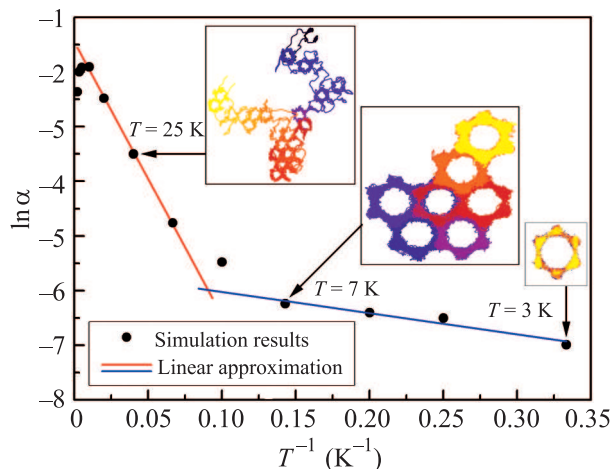 −1
−2
−3
−4
−5
−6
−7
−8
ln α
T = 25 K
T = 7 K
T = 3 K
Simulation results
Linear approximation
0 0.05 0.10 0.15 0.20 0.25 0.30 0.35
T⁻¹ (K⁻¹)